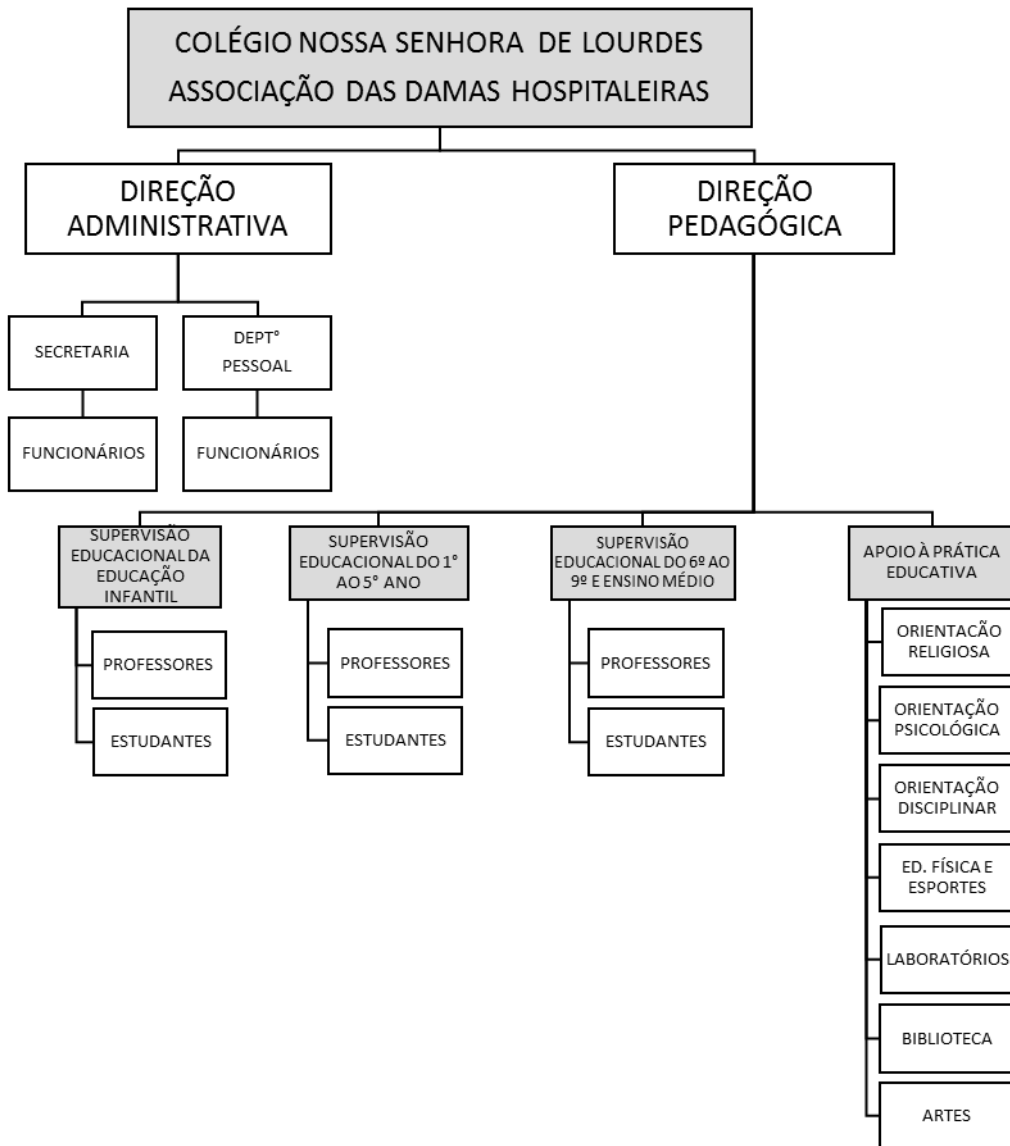 COLÉGIO NOSSA SENHORA DE LOURDES
ASSOCIAÇÃO DAS DAMAS HOSPITALEIRAS
DIREÇÃO
ADMINISTRATIVA
DIREÇÃO
PEDAGÓGICA
SECRETARIA
DEPT°
PESSOAL
FUNCIONÁRIOS
FUNCIONÁRIOS
SUPERVISÃO
EDUCACIONAL DA
EDUCAÇÃO
INFANTIL
PROFESSORES
ESTUDANTES
SUPERVISÃO
EDUCACIONAL DO 1°
AO 5° ANO
PROFESSORES
ESTUDANTES
SUPERVISÃO
EDUCACIONAL DO 6º AO
9º E ENSINO MÉDIO
PROFESSORES
ESTUDANTES
APOIO À PRÁTICA
EDUCATIVA
ORIENTACÃO
RELIGIOSA
ORIENTAÇÃO
PSICOLÓGICA
ORIENTAÇÃO
DISCIPLINAR
ED. FÍSICA E
ESPORTES
LABORATÓRIOS
BIBLIOTECA
ARTES